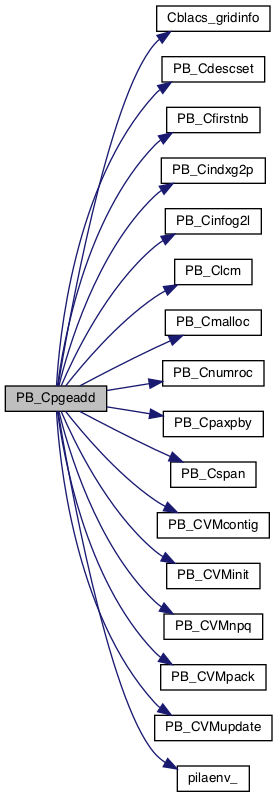 Cblacs_gridinfo
PB_Cdescset
PB_Cfirstnb
PB_Cindxg2p
PB_Cinfog2l
PB_Clcm
PB_Cmalloc
PB_Cnumroc
PB_Cpgeadd
PB_Cpaxpby
PB_Cspan
PB_CVMcontig
PB_CVMinit
PB_CVMnpq
PB_CVMpack
PB_CVMupdate
pilaenv_